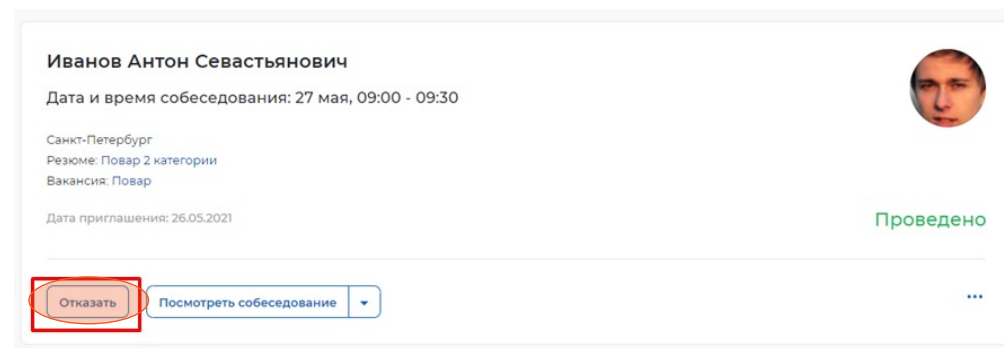 Иванов Антон Севастьянович
Дата и время собеседования: 27 мая, 09:00 - 09:30
Санкт-Петербург
Резюме: Повар 2 категории
Вакансия: Повар
Дата приглашения: 26.05.2021
Проведено
Отказать
Посмотреть собеседование